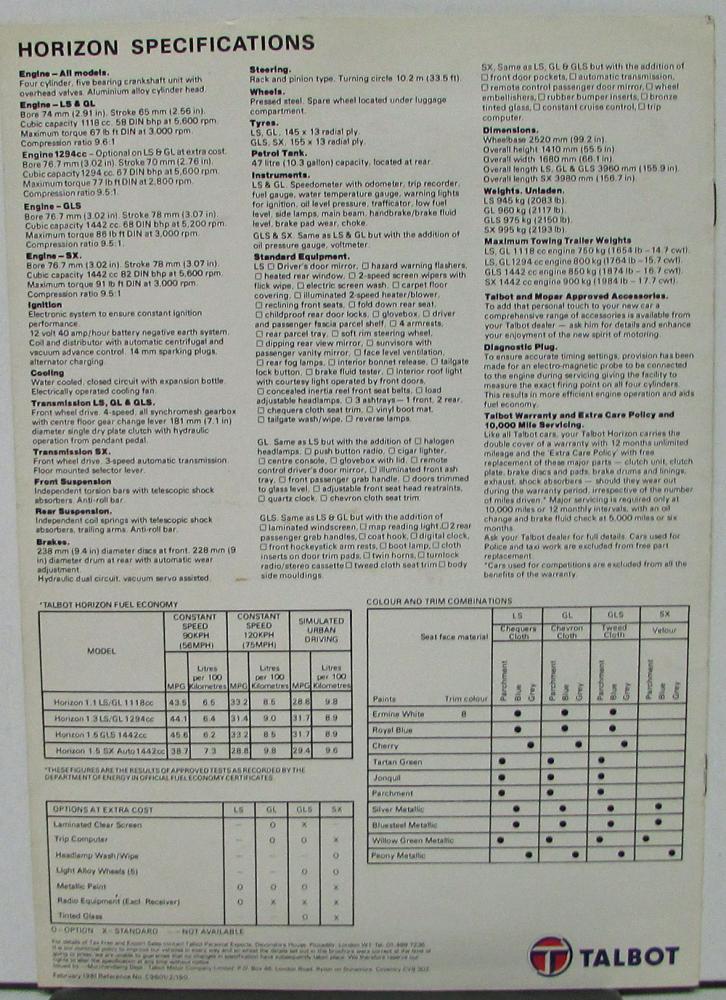 HORIZON SPECIFICATIONS
Engine – All models.
Four cylinder, five bearing crankshaft unit with
overhead valves. Aluminium alloy cylinder head.
Engine – LS & GL
Bore 74 mm (2.91 in). Stroke 65 mm (2.56 in).
Cubic capacity 1118 cc. 58 DIN bhp at 5,600 rpm.
Maximum torque 67 lb ft DIN at 3,000 rpm.
Compression ratio 9.6:1
Engine 1294cc – Optional on LS & GL at extra cost.
Bore 76.7 mm (3.02 in) Stroke 70 mm (2.76 in).
Cubic capacity 1294 cc. 67 DIN bhp at 5,600 rpm.
Maximum torque 77 lb ft DIN at 2,800 rpm.
Compression ratio 9.5:1.
Engine – GLS
Bore 76.7 mm (3.02 in). Stroke 78 mm (3.07 in).
Cubic capacity 1442 cc. 68 DIN bhp at 5,200 rpm.
Maximum torque 86 lb ft DIN at 3,000 rpm.
Compression ratio 9.5:1.
Engine – SX.
Bore 76.7 mm (3.02 in). Stroke 78 mm (3.07 in).
Cubic capacity 1442 cc 82 DIN bhp at 5,600 rpm.
Maximum torque 91 lb ft DIN at 3,000 rpm.
Compression ratio 9.5:1
Ignition
Electronic system to ensure constant ignition
performance.
12 volt 40 amp/hour battery negative earth system.
Coil and distributor with automatic centrifugal and
vacuum advance control. 14 mm sparking plugs,
alternator charging.
Cooling
Water cooled, closed circuit with expansion bottle.
Electrically operated cooling fan.
Transmission LS, GL & GLS.
Front wheel drive. 4-speed, all synchromesh gearbox
with centre floor gear change lever 181 mm (7.1 in)
diameter single dry plate clutch with hydraulic
operation from pendant pedal.
Transmission SX.
Front wheel drive. 3-speed automatic transmission.
Floor mounted selector lever.
Front Suspension
Independent torsion bars with telescopic shock
absorbers. Anti-roll bar.
Rear Suspension.
Independent coil springs with telescopic shock
absorbers, trailing arms. Anti-roll bar.
Brakes.
238 mm (9.4 in) diameter discs at front. 228 mm (9
in) diameter drum at rear with automatic wear
adjustment.
Hydraulic dual circuit, vacuum servo assisted.
Steering.
Rack and pinion type. Turning circle 10.2 m (33.5 ft).
Wheels.
Pressed steel. Spare wheel located under luggage
compartment.
Tyres.
LS, GL. 145 x 13 radial ply.
GLS, SX. 155 x 13 radial ply.
Petrol Tank.
47 litre (10.3 gallon) capacity, located at rear.
Instruments.
LS & GL. Speedometer with odometer, trip recorder,
fuel gauge, water temperature gauge, warning lights
for ignition, oil level pressure, trafficator, low fuel
level, side lamps, main beam, handbrake/brake fluid
level, brake pad wear, choke.
GLS & SX. Same as LS & GL but with the addition of
oil pressure gauge, voltmeter.
Standard Equipment.
LS □ Driver's door mirror, □ hazard warning flashers,
□ heated rear window, □ 2-speed screen wipers with
flick wipe, □ electric screen wash, □ carpet floor
covering, □ illuminated 2-speed heater/blower,
□ reclining front seats, □ fold down rear seat,
□ childproof rear door locks, □ glovebox, □ driver
and passenger fascia parcel shelf, □ 4 armrests,
□ rear parcel tray, □ soft rim steering wheel,
□ dipping rear view mirror, □ sunvisors with
passenger vanity mirror, □ face level ventilation,
□ rear fog lamps, □ interior bonnet release, □ tailgate
lock button, □ brake fluid tester, □ interior roof light
with courtesy light operated by front doors,
□ concealed inertia reel front seat belts, □ load
adjustable headlamps, □ 3 ashtrays – 1 front, 2 rear,
□ chequers cloth seat trim, □ vinyl boot mat,
□ tailgate wash/wipe, □ reverse lamps.
GL. Same as LS but with the addition of □ halogen
headlamps, □ push button radio, □ cigar lighter,
□ centre console, □ glovebox with lid, □ remote
control driver's door mirror, □ illuminated front ash
tray, □ front passenger grab handle, □ doors trimmed
to glass level, □ adjustable front seat head restraints,
□ quartz clock, □ chevron cloth seat trim.
GLS. Same as LS & GL but with the addition of
□ laminated windscreen, □ map reading light, □ 2 rear
passenger grab handles, □ coat hook, □ digital clock,
□ front hockeystick arm rests, □ boot lamp, □ cloth
inserts on door trim pads, □ twin horns, □ turnlock
radio/stereo cassette □ tweed cloth seat trim □ body
side mouldings.
SX. Same as LS, GL & GLS but with the addition of
□ front door pockets, □ automatic transmission,
□ remote control passenger door mirror, □ wheel
embellishers, □ rubber bumper inserts, □ bronze
tinted glass, □ constant cruise control, □ trip
computer.
Dimensions.
Wheelbase 2520 mm (99.2 in).
Overall height 1410 mm (55.5 in)
Overall width 1680 mm (66.1 in).
Overall length LS, GL & GLS 3960 mm (155.9 in)
Overall length SX 3980 mm (156.7 in).
Weights. Unladen.
LS 945 kg (2083 lb).
GL 960 kg (2117 lb).
GLS 975 kg (2150 lb).
SX 995 kg (2193 lb).
Maximum Towing Trailer Weights
LS, GL 1118 cc engine 750 kg (1654 lb – 14.7 cwt).
LS, GL 1294 cc engine 800 kg (1764 lb – 15.7 cwt).
GLS 1442 cc engine 850 kg (1874 lb – 16.7 cwt).
SX 1442 cc engine 900 kg (1984 lb – 17.7 cwt).
Talbot and Mopar Approved Accessories.
To add that personal touch to your new car a
comprehensive range of accessories is available from
your Talbot dealer – ask him for details and enhance
your enjoyment of the new spirit of motoring.
Diagnostic Plug.
To ensure accurate timing settings, provision has been
made for an electro-magnetic probe to be connected
to the engine during servicing giving the facility to
measure the exact firing point on all four cylinders.
This results in more efficient engine operation and aids
fuel economy.
Talbot Warranty and Extra Care Policy and
10,000 Mile Servicing.
Like all Talbot cars, your Talbot Horizon carries the
double cover of a warranty with 12 months unlimited
mileage and the 'Extra Care Policy' with free
replacement of these major parts – clutch unit, clutch
plate, brake discs and pads, brake drums and linings,
exhaust, shock absorbers – should they wear out
during the warranty period, irrespective of the number
of miles driven.* Major servicing is required only at
10,000 miles or 12 monthly intervals, with an oil
change and brake fluid check at 5,000 miles or six
months.
Ask your Talbot dealer for full details. Cars used for
Police and taxi work are excluded from free part
replacement.
*Cars used for competitions are excluded from all the
benefits of the warranty.
*TALBOT HORIZON FUEL ECONOMY
MODEL CONSTANT SPEED 90KPH (56MPH) CONSTANT SPEED 120KPH (75MPH) SIMULATED URBAN DRIVING
MPG Litres per 100 Kilometres MPG Litres per 100 Kilometres MPG Litres per 100 Kilometres
Horizon 1.1 LS/GL 1118cc 43.5 6.5 33.2 8.5 28.8 9.8
Horizon 1.3 LS/GL 1294cc 44.1 6.4 31.4 9.0 31.7 8.9
Horizon 1.5 GLS 1442cc 45.6 6.2 33.2 8.5 31.7 8.9
Horizon 1.5 SX Auto 1442cc 38.7 7.3 28.8 9.8 29.4 9.6
*THESE FIGURES ARE THE RESULTS OF APPROVED TESTS AS RECORDED BY THE
DEPARTMENT OF ENERGY IN OFFICIAL FUEL ECONOMY CERTIFICATES.
OPTIONS AT EXTRA COST LS GL GLS SX
Laminated Clear Screen – O X –
Trip Computer – O O X
Headlamp Wash/Wipe – – – O
Light Alloy Wheels (5) – – O O
Metallic Paint O O O X
Radio Equipment (Excl. Receiver) O X X X
Tinted Glass – – O X
O – OPTION X – STANDARD – – NOT AVAILABLE
COLOUR AND TRIM COMBINATIONS
LS GL GLS SX
Seat face material Chequers Cloth Chevron Cloth Tweed Cloth Velour
Paints Trim colour Parchment Blue Grey Parchment Blue Grey Parchment Blue Grey Parchment Blue Grey
Ermine White B ● ● ●
Royal Blue ● ● ●
Cherry ● ● ●
Tartan Green ● ● ●
Jonquil ● ● ●
Parchment ● ● ●
Silver Metallic ● ● ● ●
Bluesteel Metallic ● ● ● ●
Willow Green Metallic ● ● ● ●
Peony Metallic ● ● ● ●
For details of Tax Free and Export Sales contact Talbot Personal Exports, Devonshire House, Piccadilly, London W1. Tel. 01-499 7236
February 1981 Reference No.
TALBOT